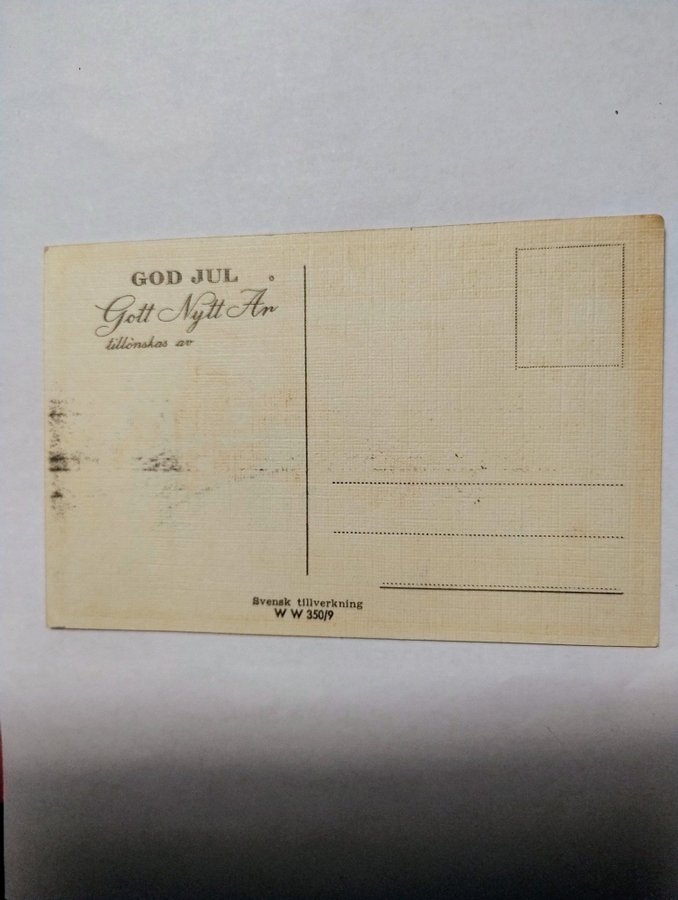 GOD JUL
Gott Nytt År
tillönskas av
Svensk tillverkning
W W 350/9